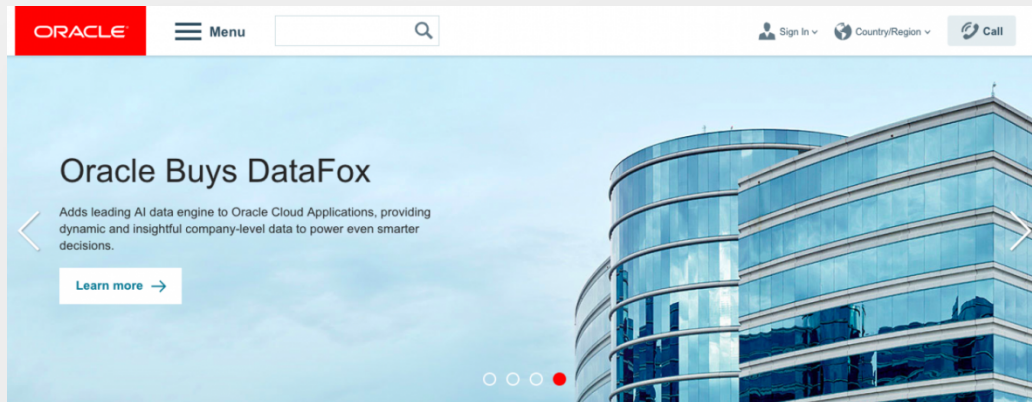 ORACLE
Menu
Sign In
Country/Region
Call
Oracle Buys DataFox
Adds leading AI data engine to Oracle Cloud Applications, providing
dynamic and insightful company-level data to power even smarter
decisions.
Learn more